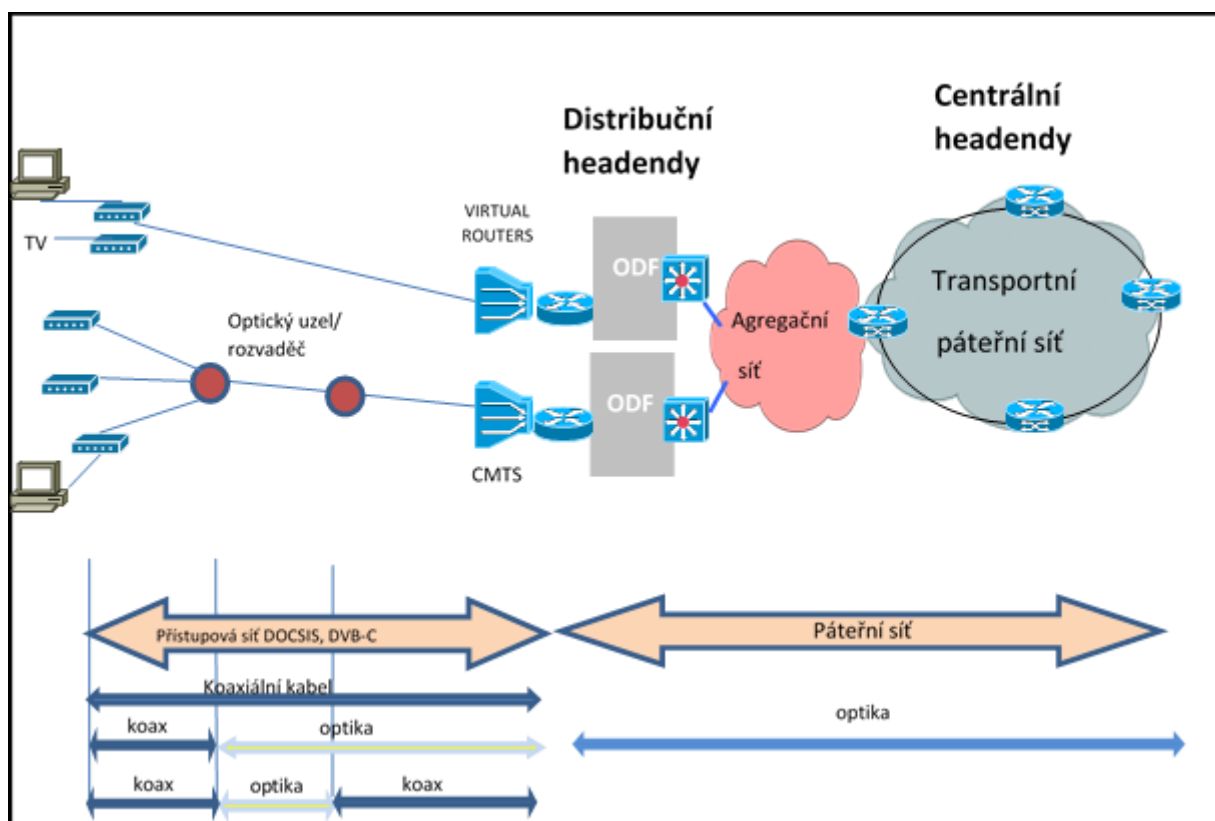 Centrální
headendy
Distribuční
headendy
VIRTUAL
ROUTERS
TV
ODF
Transportní
páteřní síť
Optický uzel/
rozvaděč
Agregační
síť
ODF
CMTS
Přístupová síť DOCSIS, DVB-C
Páteřní síť
Koaxiální kabel
koax
optika
optika
koax
optika
koax